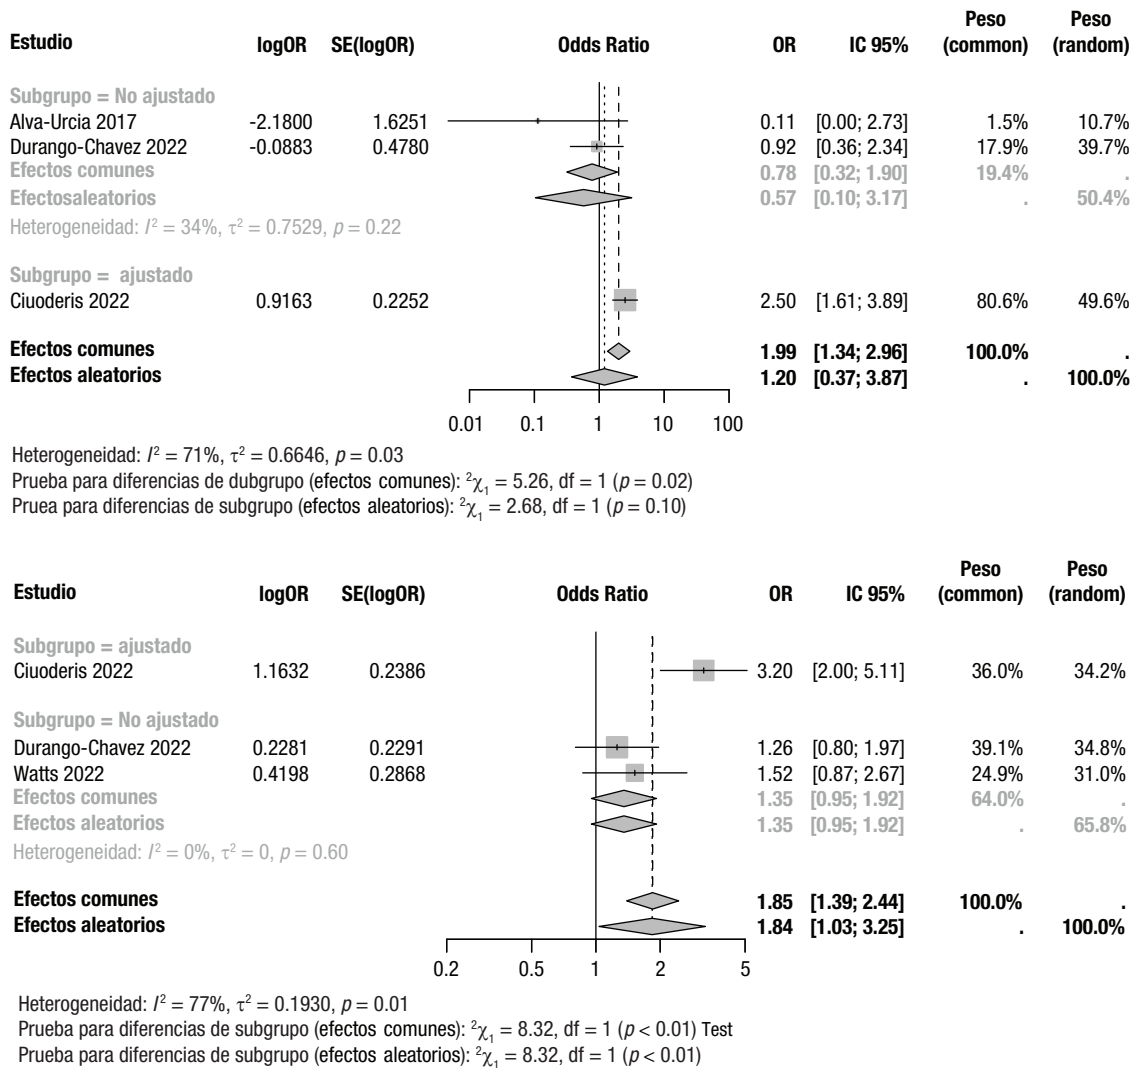 Estudio logOR SE(logOR) Odds Ratio OR IC 95% Peso (common) Peso (random)
Subgrupo = No ajustado
Alva-Urcia 2017 -2.1800 1.6251 0.11 [0.00; 2.73] 1.5% 10.7%
Durango-Chavez 2022 -0.0883 0.4780 0.92 [0.36; 2.34] 17.9% 39.7%
Efectos comunes 0.78 [0.32; 1.90] 19.4% .
Efectosaleatorios 0.57 [0.10; 3.17] . 50.4%
Heterogeneidad: I² = 34%, τ² = 0.7529, p = 0.22
Subgrupo = ajustado
Ciuoderis 2022 0.9163 0.2252 2.50 [1.61; 3.89] 80.6% 49.6%
Efectos comunes 1.99 [1.34; 2.96] 100.0% .
Efectos aleatorios 1.20 [0.37; 3.87] . 100.0%
0.01 0.1 1 10 100
Heterogeneidad: I² = 71%, τ² = 0.6646, p = 0.03
Prueba para diferencias de dubgrupo (efectos comunes): ²χ₁ = 5.26, df = 1 (p = 0.02)
Pruea para diferencias de subgrupo (efectos aleatorios): ²χ₁ = 2.68, df = 1 (p = 0.10)
Estudio logOR SE(logOR) Odds Ratio OR IC 95% Peso (common) Peso (random)
Subgrupo = ajustado
Ciuoderis 2022 1.1632 0.2386 3.20 [2.00; 5.11] 36.0% 34.2%
Subgrupo = No ajustado
Durango-Chavez 2022 0.2281 0.2291 1.26 [0.80; 1.97] 39.1% 34.8%
Watts 2022 0.4198 0.2868 1.52 [0.87; 2.67] 24.9% 31.0%
Efectos comunes 1.35 [0.95; 1.92] 64.0% .
Efectos aleatorios 1.35 [0.95; 1.92] . 65.8%
Heterogeneidad: I² = 0%, τ² = 0, p = 0.60
Efectos comunes 1.85 [1.39; 2.44] 100.0% .
Efectos aleatorios 1.84 [1.03; 3.25] . 100.0%
0.2 0.5 1 2 5
Heterogeneidad: I² = 77%, τ² = 0.1930, p = 0.01
Prueba para diferencias de subgrupo (efectos comunes): ²χ₁ = 8.32, df = 1 (p < 0.01) Test
Prueba para diferencias de subgrupo (efectos aleatorios): ²χ₁ = 8.32, df = 1 (p < 0.01)